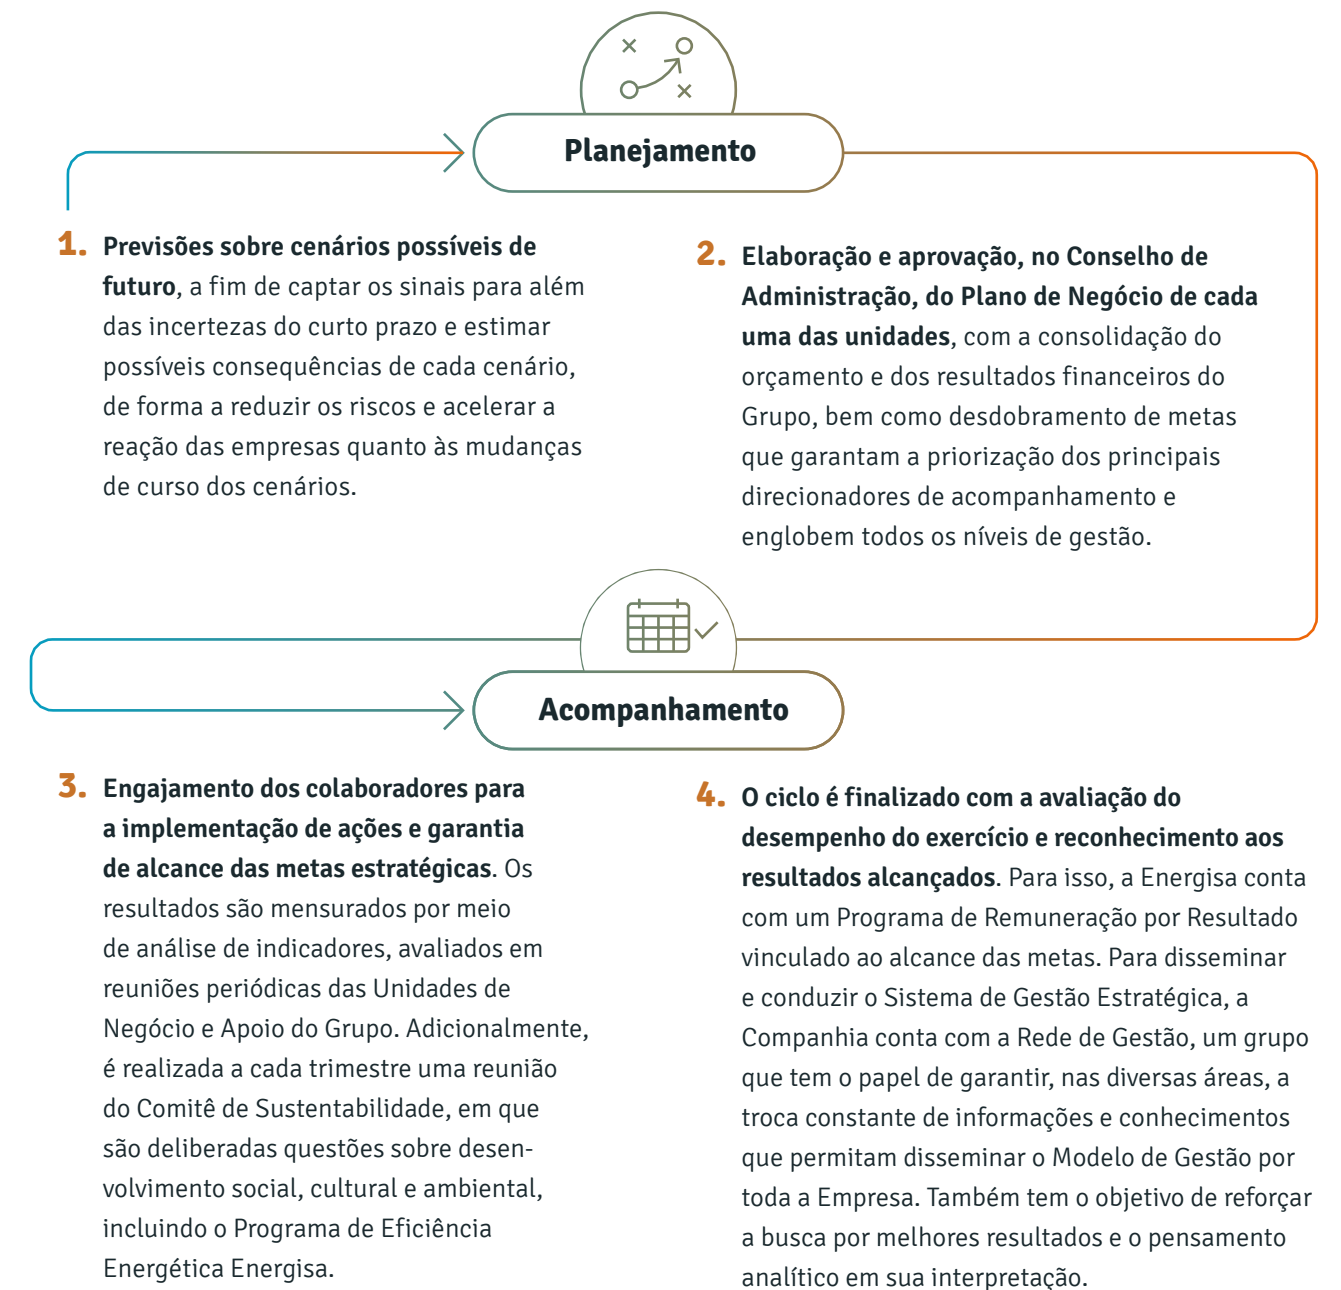 Planejamento
1. Previsões sobre cenários possíveis de
futuro, a fim de captar os sinais para além
das incertezas do curto prazo e estimar
possíveis consequências de cada cenário,
de forma a reduzir os riscos e acelerar a
reação das empresas quanto às mudanças
de curso dos cenários.
2. Elaboração e aprovação, no Conselho de
Administração, do Plano de Negócio de cada
uma das unidades, com a consolidação do
orçamento e dos resultados financeiros do
Grupo, bem como desdobramento de metas
que garantam a priorização dos principais
direcionadores de acompanhamento e
englobem todos os níveis de gestão.
Acompanhamento
3. Engajamento dos colaboradores para
a implementação de ações e garantia
de alcance das metas estratégicas. Os
resultados são mensurados por meio
de análise de indicadores, avaliados em
reuniões periódicas das Unidades de
Negócio e Apoio do Grupo. Adicionalmente,
é realizada a cada trimestre uma reunião
do Comitê de Sustentabilidade, em que
são deliberadas questões sobre desen-
volvimento social, cultural e ambiental,
incluindo o Programa de Eficiência
Energética Energisa.
4. O ciclo é finalizado com a avaliação do
desempenho do exercício e reconhecimento aos
resultados alcançados. Para isso, a Energisa conta
com um Programa de Remuneração por Resultado
vinculado ao alcance das metas. Para disseminar
e conduzir o Sistema de Gestão Estratégica, a
Companhia conta com a Rede de Gestão, um grupo
que tem o papel de garantir, nas diversas áreas, a
troca constante de informações e conhecimentos
que permitam disseminar o Modelo de Gestão por
toda a Empresa. Também tem o objetivo de reforçar
a busca por melhores resultados e o pensamento
analítico em sua interpretação.